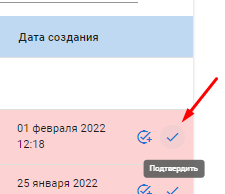 Дата создания
01 февраля 2022
12:18
Подтвердить
25 января 2022